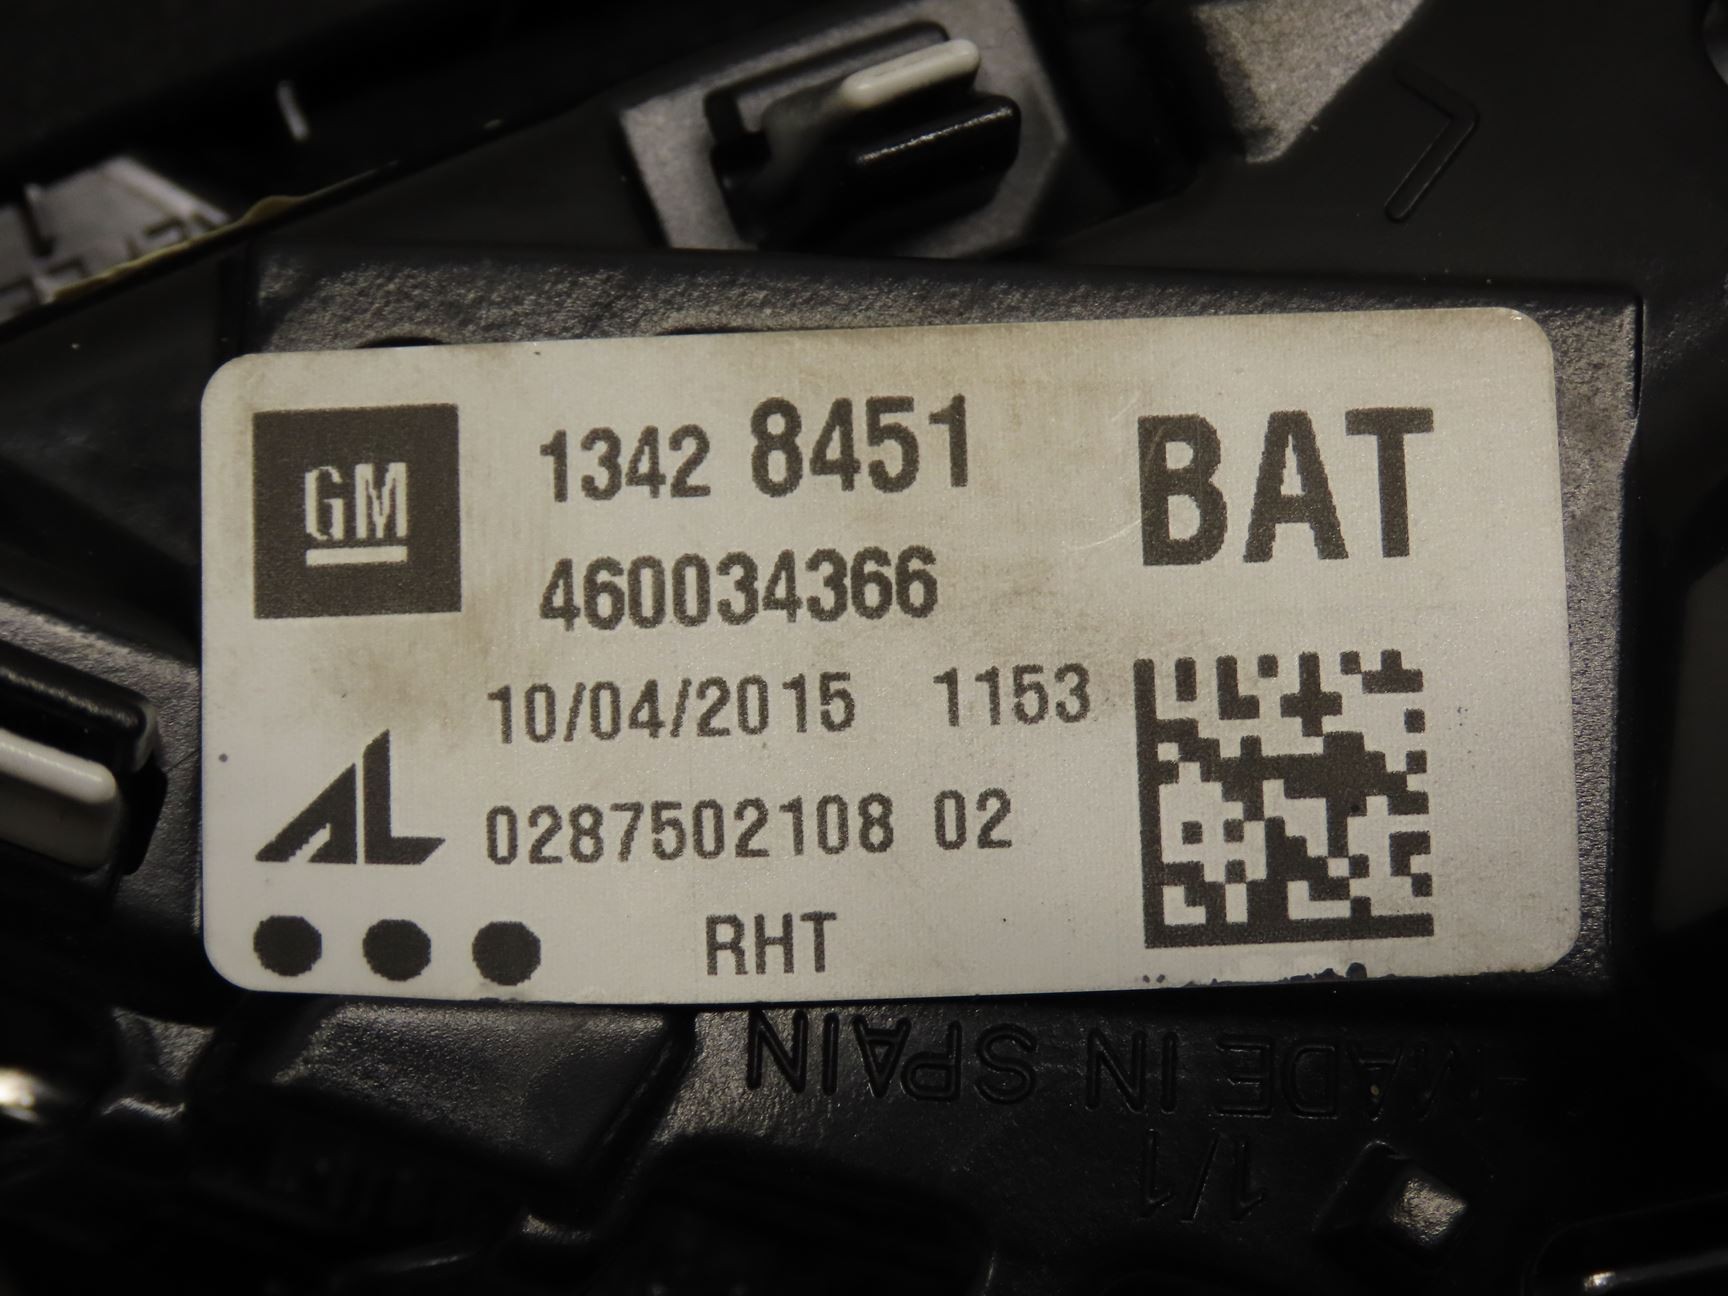 GM
1342 8451
BAT
460034366
10/04/2015 1153
AL
0287502108 02
RHT
MADE IN SPAIN
1/1